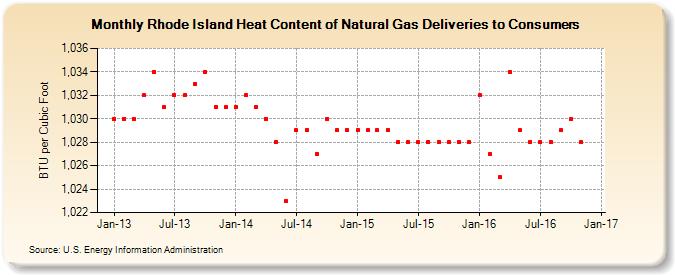 Monthly Rhode Island Heat Content of Natural Gas Deliveries to Consumers
BTU per Cubic Foot
1,036
1,034
1,032
1,030
1,028
1,026
1,024
1,022
Jan-13 Jul-13 Jan-14 Jul-14 Jan-15 Jul-15 Jan-16 Jul-16 Jan-17
Source: U.S. Energy Information Administration